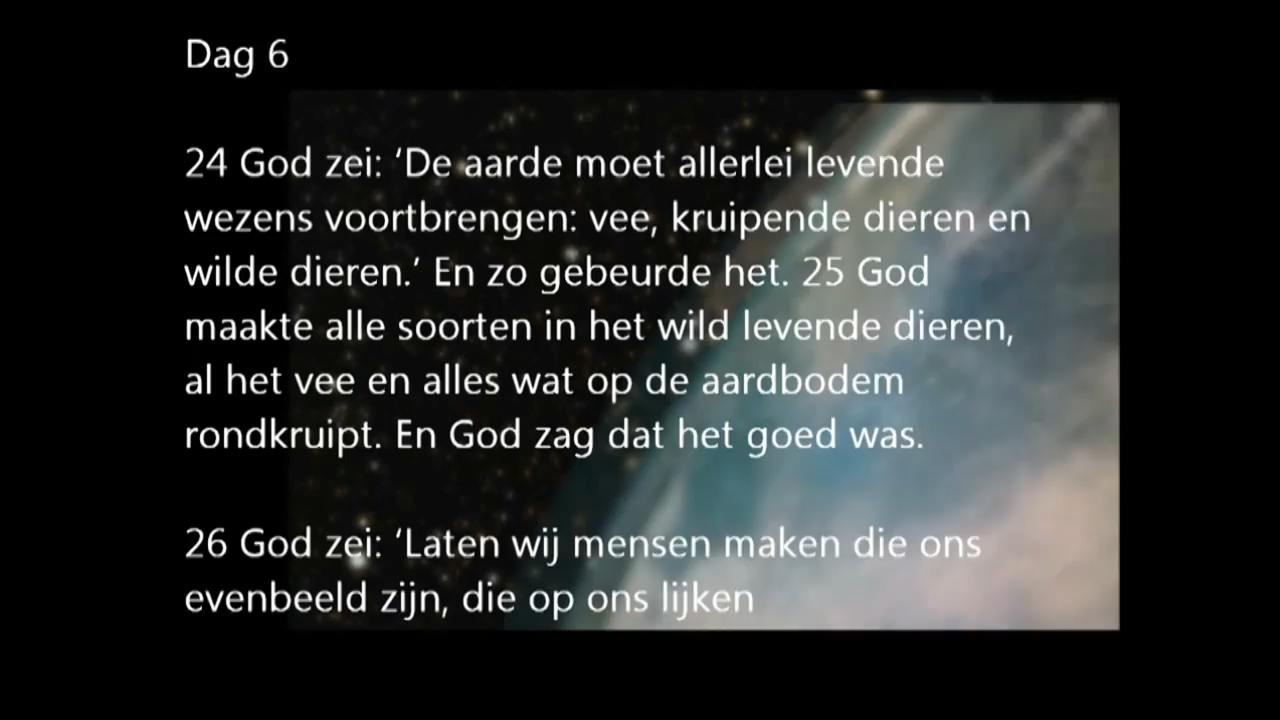 Dag 6
24 God zei: ‘De aarde moet allerlei levende
wezens voortbrengen: vee, kruipende dieren en
wilde dieren.’ En zo gebeurde het. 25 God
maakte alle soorten in het wild levende dieren,
al het vee en alles wat op de aardbodem
rondkruipt. En God zag dat het goed was.
26 God zei: ‘Laten wij mensen maken die ons
evenbeeld zijn, die op ons lijken